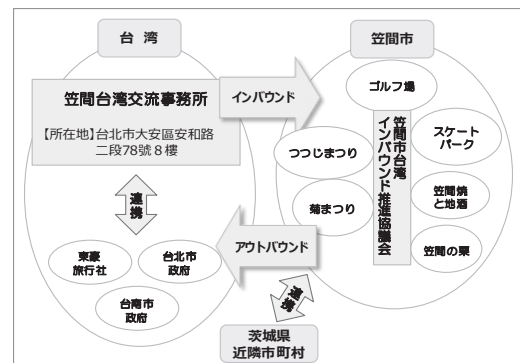 台 湾
笠間台湾交流事務所
【所在地】台北市大安區安和路
二段78號8樓
連携
東豪
旅行社
台北市
政府
台南市
政府
インバウンド
アウトバウンド
連携
茨城県
近隣市町村
笠間市
ゴルフ場
笠間市台湾
インバウンド推進協議会
つつじまつり
菊まつり
スケート
パーク
笠間焼
と地酒
笠間の栗